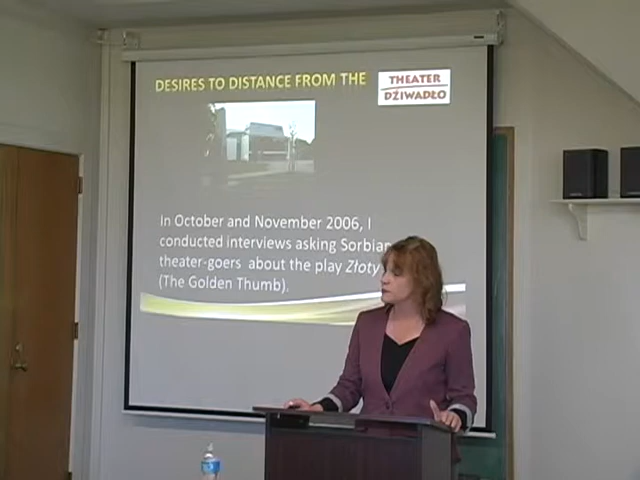 DESIRES TO DISTANCE FROM THE
THEATER
DŹIWADŁO
In October and November 2006, I
conducted interviews asking Sorbian
theater-goers about the play Złoty
(The Golden Thumb).